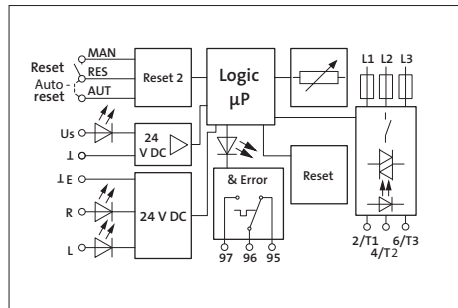 MAN
Reset
RES
Auto-
reset
AUT
Reset 2
Logic
µP
L1 L2 L3
Us
⊥
24
V DC
⊥ E
R
L
24 V DC
& Error
97 96 95
Reset
2/T1 6/T3
4/T2